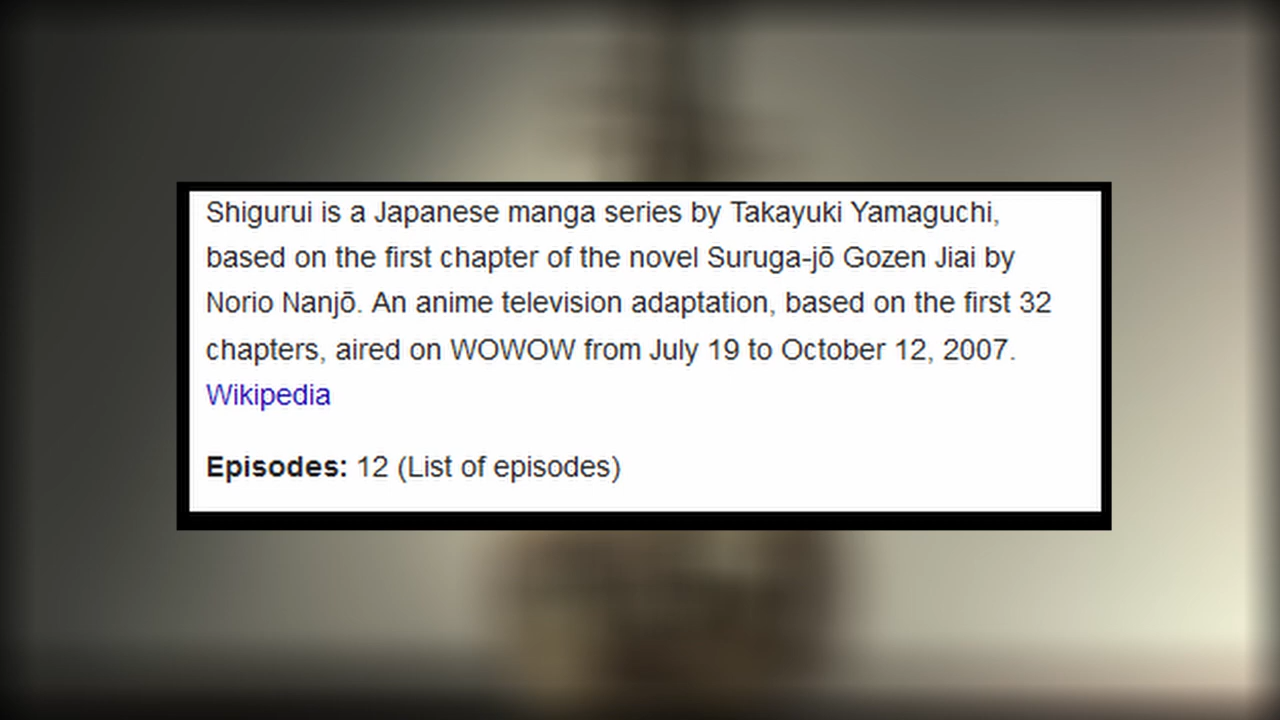 Shigurui is a Japanese manga series by Takayuki Yamaguchi,
based on the first chapter of the novel Suruga-jō Gozen Jiai by
Norio Nanjō. An anime television adaptation, based on the first 32
chapters, aired on WOWOW from July 19 to October 12, 2007.
Wikipedia
Episodes: 12 (List of episodes)